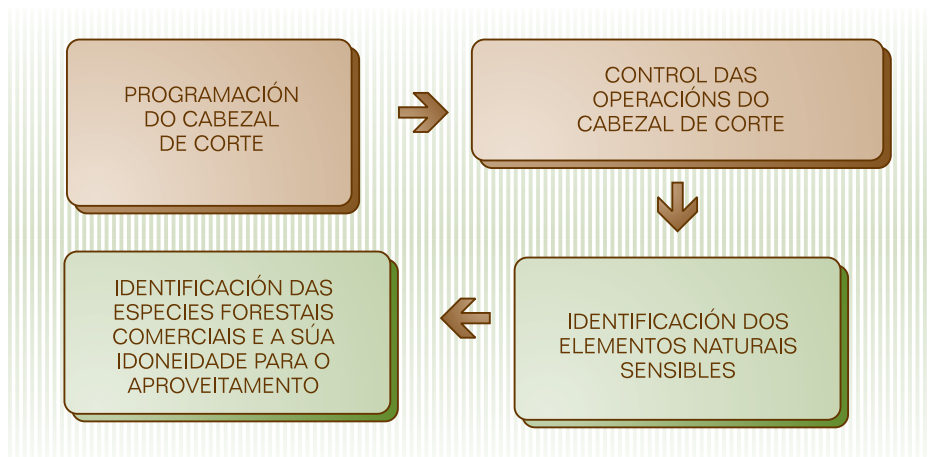 PROGRAMACIÓN
DO CABEZAL
DE CORTE
CONTROL DAS
OPERACIÓNS DO
CABEZAL DE CORTE
IDENTIFICACIÓN DOS
ELEMENTOS NATURAIS
SENSIBLES
IDENTIFICACIÓN DAS
ESPECIES FORESTAIS
COMERCIAIS E A SÚA
IDONEIDADE PARA O
APROVEITAMENTO